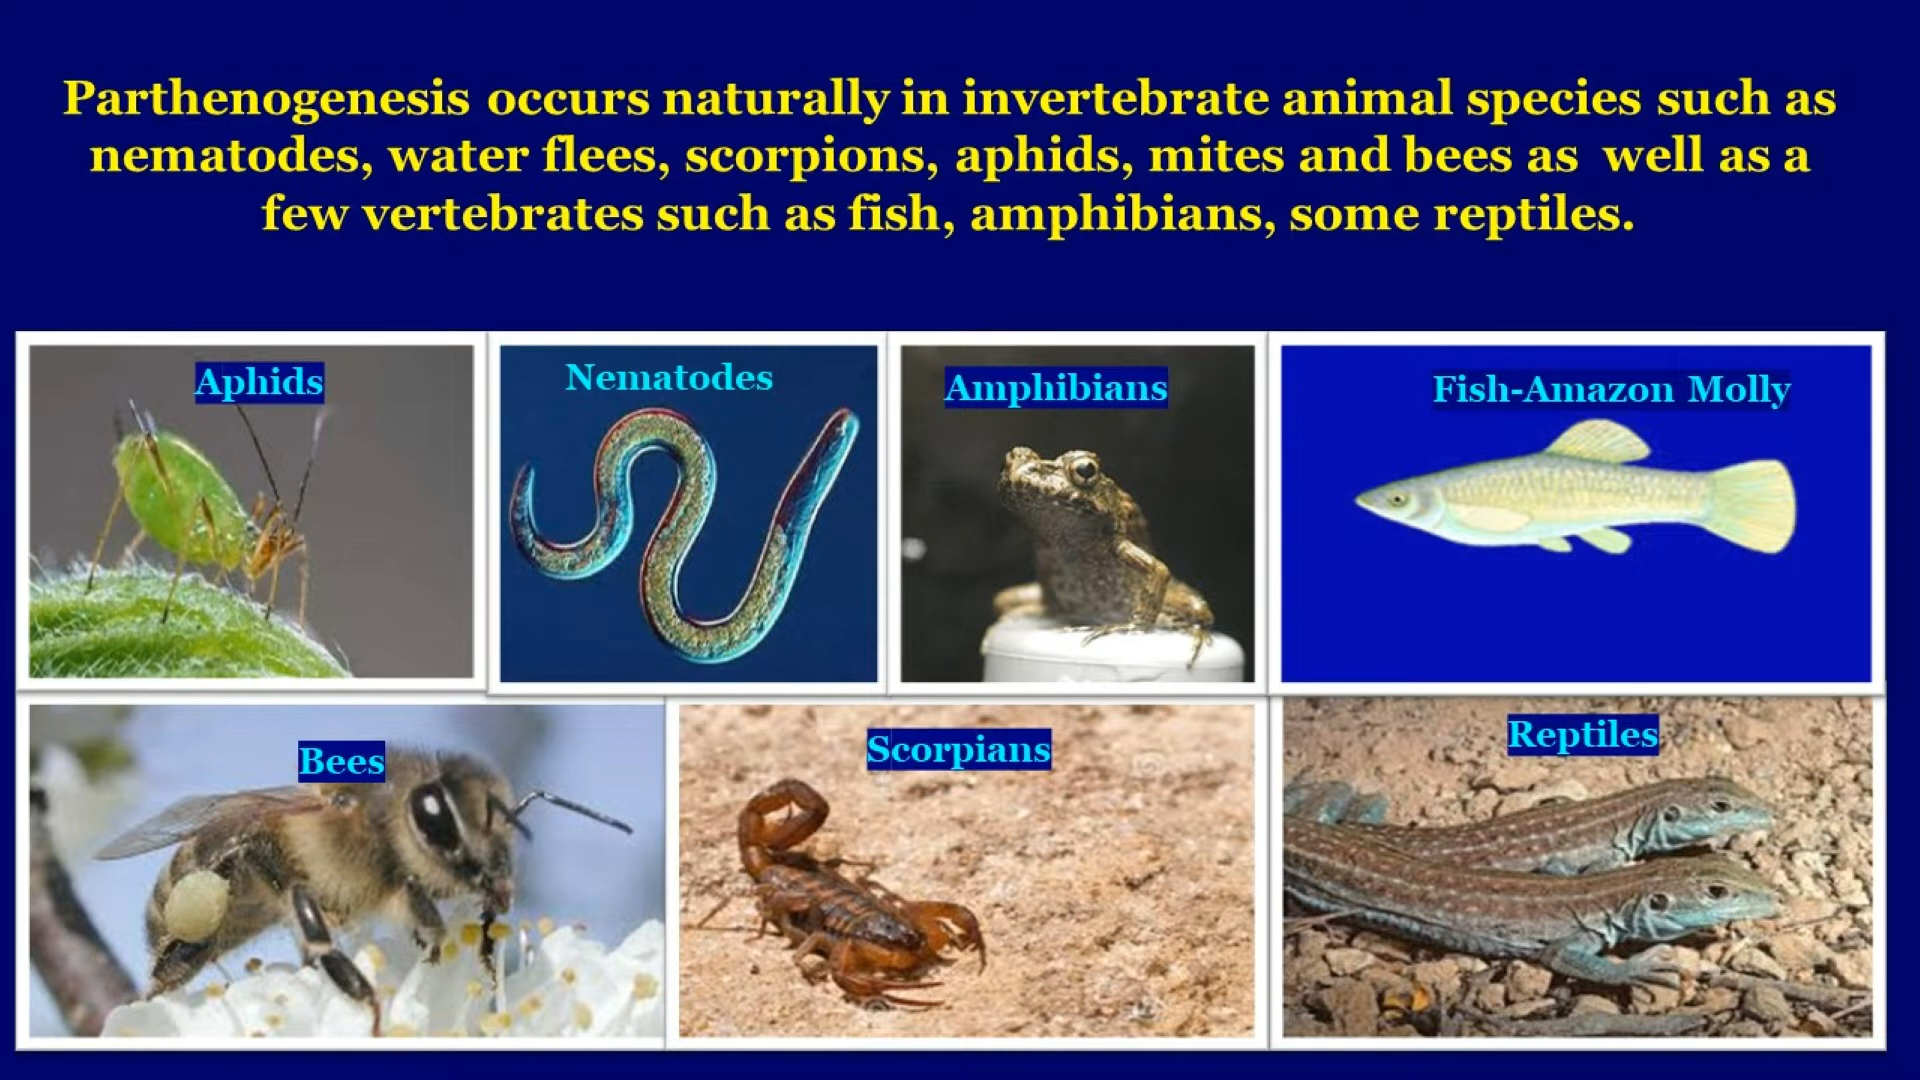 Parthenogenesis occurs naturally in invertebrate animal species such as
nematodes, water flees, scorpions, aphids, mites and bees as well as a
few vertebrates such as fish, amphibians, some reptiles.
Aphids
Nematodes
Amphibians
Fish-Amazon Molly
Bees
Scorpians
Reptiles